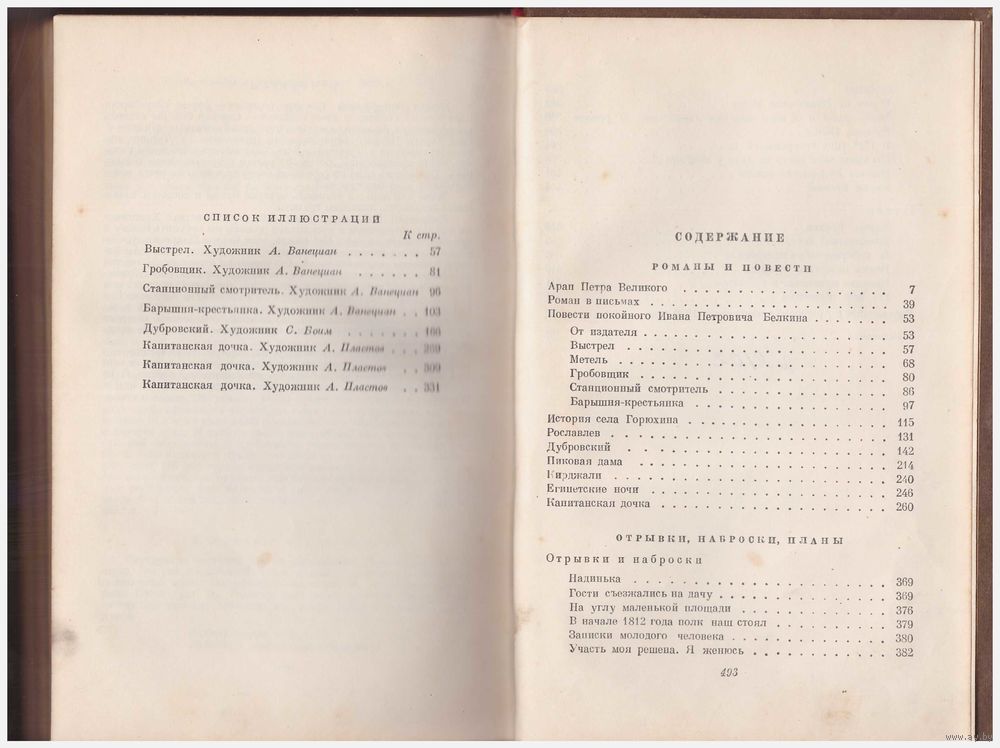 СПИСОК ИЛЛЮСТРАЦИЙ
К стр.
Выстрел. Художник А. Ванециан . . . . . . . 57
Гробовщик. Художник А. Ванециан . . . . . . 81
Станционный смотритель. Художник А. Ванециан 96
Барышня-крестьянка. Художник А. Ванециан . . 103
Дубровский. Художник С. Боим . . . . . . .
Капитанская дочка. Художник А. Пластов . . .
Капитанская дочка. Художник А. Пластов . . 309
Капитанская дочка. Художник А. Пластов . . 331
СОДЕРЖАНИЕ
РОМАНЫ И ПОВЕСТИ
Арап Петра Великого . . . . . . . . . . . . . . . . 7
Роман в письмах . . . . . . . . . . . . . . . . . . 39
Повести покойного Ивана Петровича Белкина . . . . . . . 53
От издателя . . . . . . . . . . . . . . . . . . 53
Выстрел . . . . . . . . . . . . . . . . . . . 57
Метель . . . . . . . . . . . . . . . . . . . . 68
Гробовщик . . . . . . . . . . . . . . . . . . 80
Станционный смотритель . . . . . . . . . . . . . 86
Барышня-крестьянка . . . . . . . . . . . . . . 97
История села Горюхина . . . . . . . . . . . . . . . 115
Рославлев . . . . . . . . . . . . . . . . . . . . 131
Дубровский . . . . . . . . . . . . . . . . . . . 142
Пиковая дама . . . . . . . . . . . . . . . . . . 214
Кирджали . . . . . . . . . . . . . . . . . . . . 240
Египетские ночи . . . . . . . . . . . . . . . . . 246
Капитанская дочка . . . . . . . . . . . . . . . . . 260
ОТРЫВКИ, НАБРОСКИ, ПЛАНЫ
Отрывки и наброски
Надинька . . . . . . . . . . . . . . . . . . . 369
Гости съезжались на дачу . . . . . . . . . . . . . 369
На углу маленькой площади . . . . . . . . . . . . 376
В начале 1812 года полк наш стоял . . . . . . . . . 379
Записки молодого человека . . . . . . . . . . . . 380
Участь моя решена. Я женюсь . . . . . . . . . . . 382
493
www.ay.by